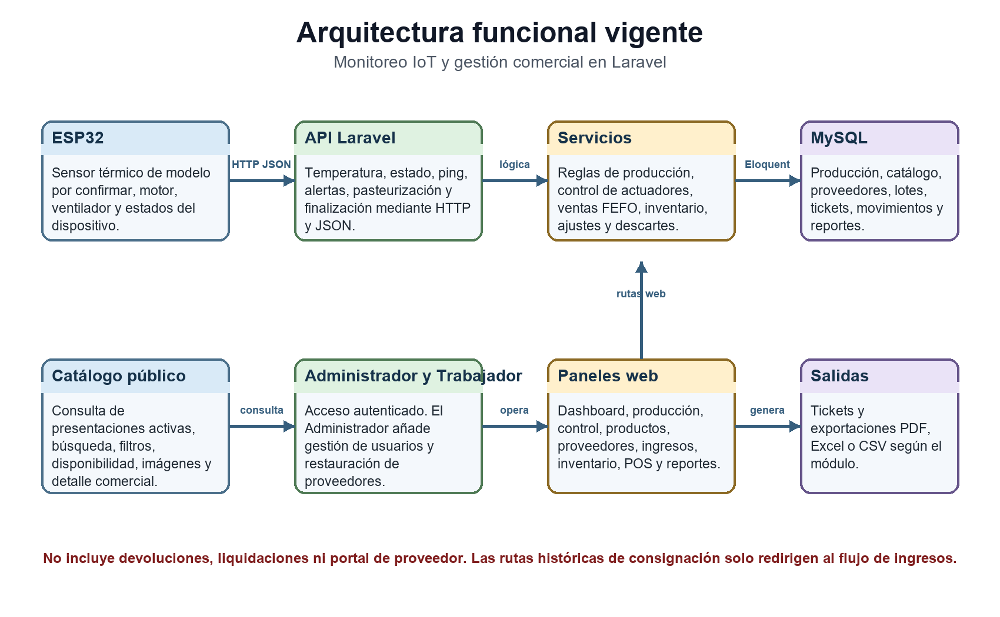 Arquitectura funcional vigente
Monitoreo IoT y gestión comercial en Laravel
ESP32
Sensor térmico de modelo
por confirmar, motor,
ventilador y estados del
dispositivo.
HTTP JSON
API Laravel
Temperatura, estado, ping,
alertas, pasteurización y
finalización mediante HTTP
y JSON.
lógica
Servicios
Reglas de producción,
control de actuadores,
ventas FEFO, inventario,
ajustes y descartes.
Eloquent
MySQL
Producción, catálogo,
proveedores, lotes,
tickets, movimientos y
reportes.
rutas web
Catálogo público
Consulta de
presentaciones activas,
búsqueda, filtros,
disponibilidad, imágenes y
detalle comercial.
consulta
Administrador y Trabajador
Acceso autenticado. El
Administrador añade
gestión de usuarios y
restauración de
proveedores.
opera
Paneles web
Dashboard, producción,
control, productos,
proveedores, ingresos,
inventario, POS y reportes.
genera
Salidas
Tickets y
exportaciones PDF,
Excel o CSV según el
módulo.
No incluye devoluciones, liquidaciones ni portal de proveedor. Las rutas históricas de consignación solo redirigen al flujo de ingresos.